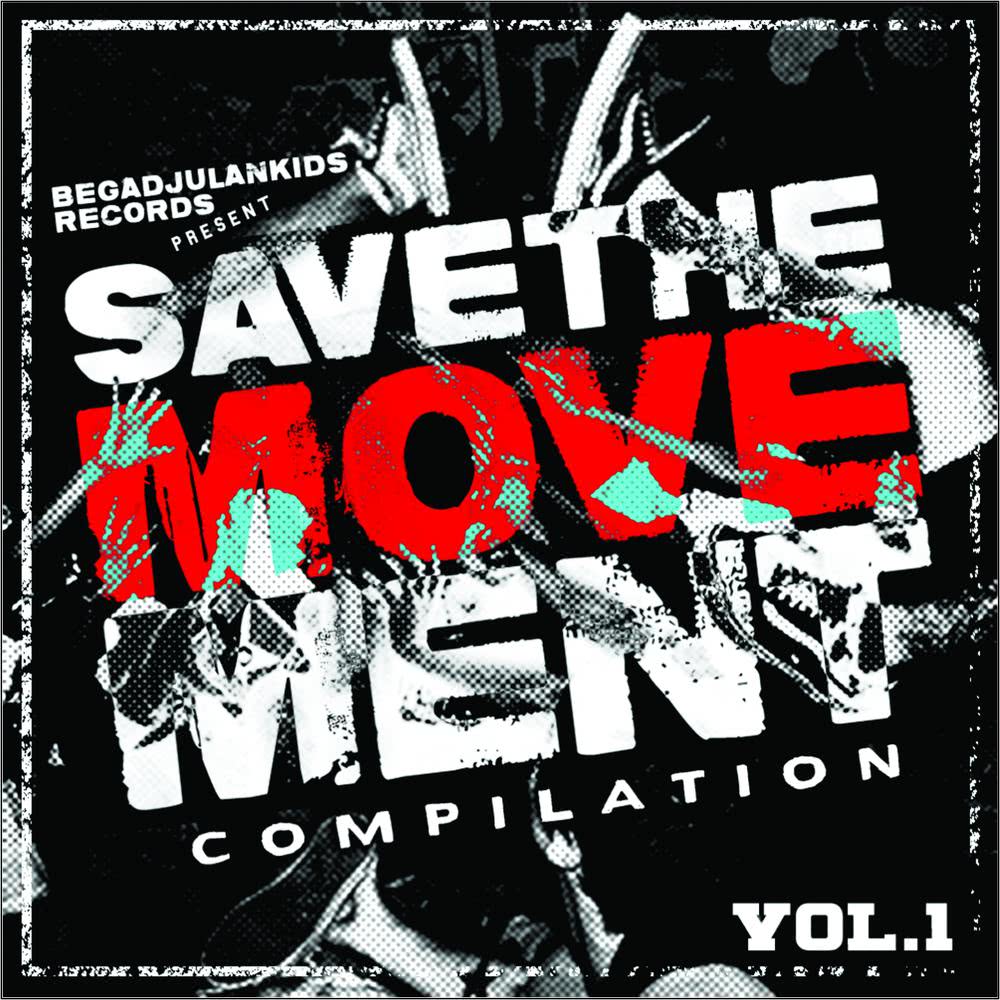 BEGADJULANKIDS
RECORDS
PRESENT
SAVETHE
MOVE
MENT
COMPILATION
VOL.1